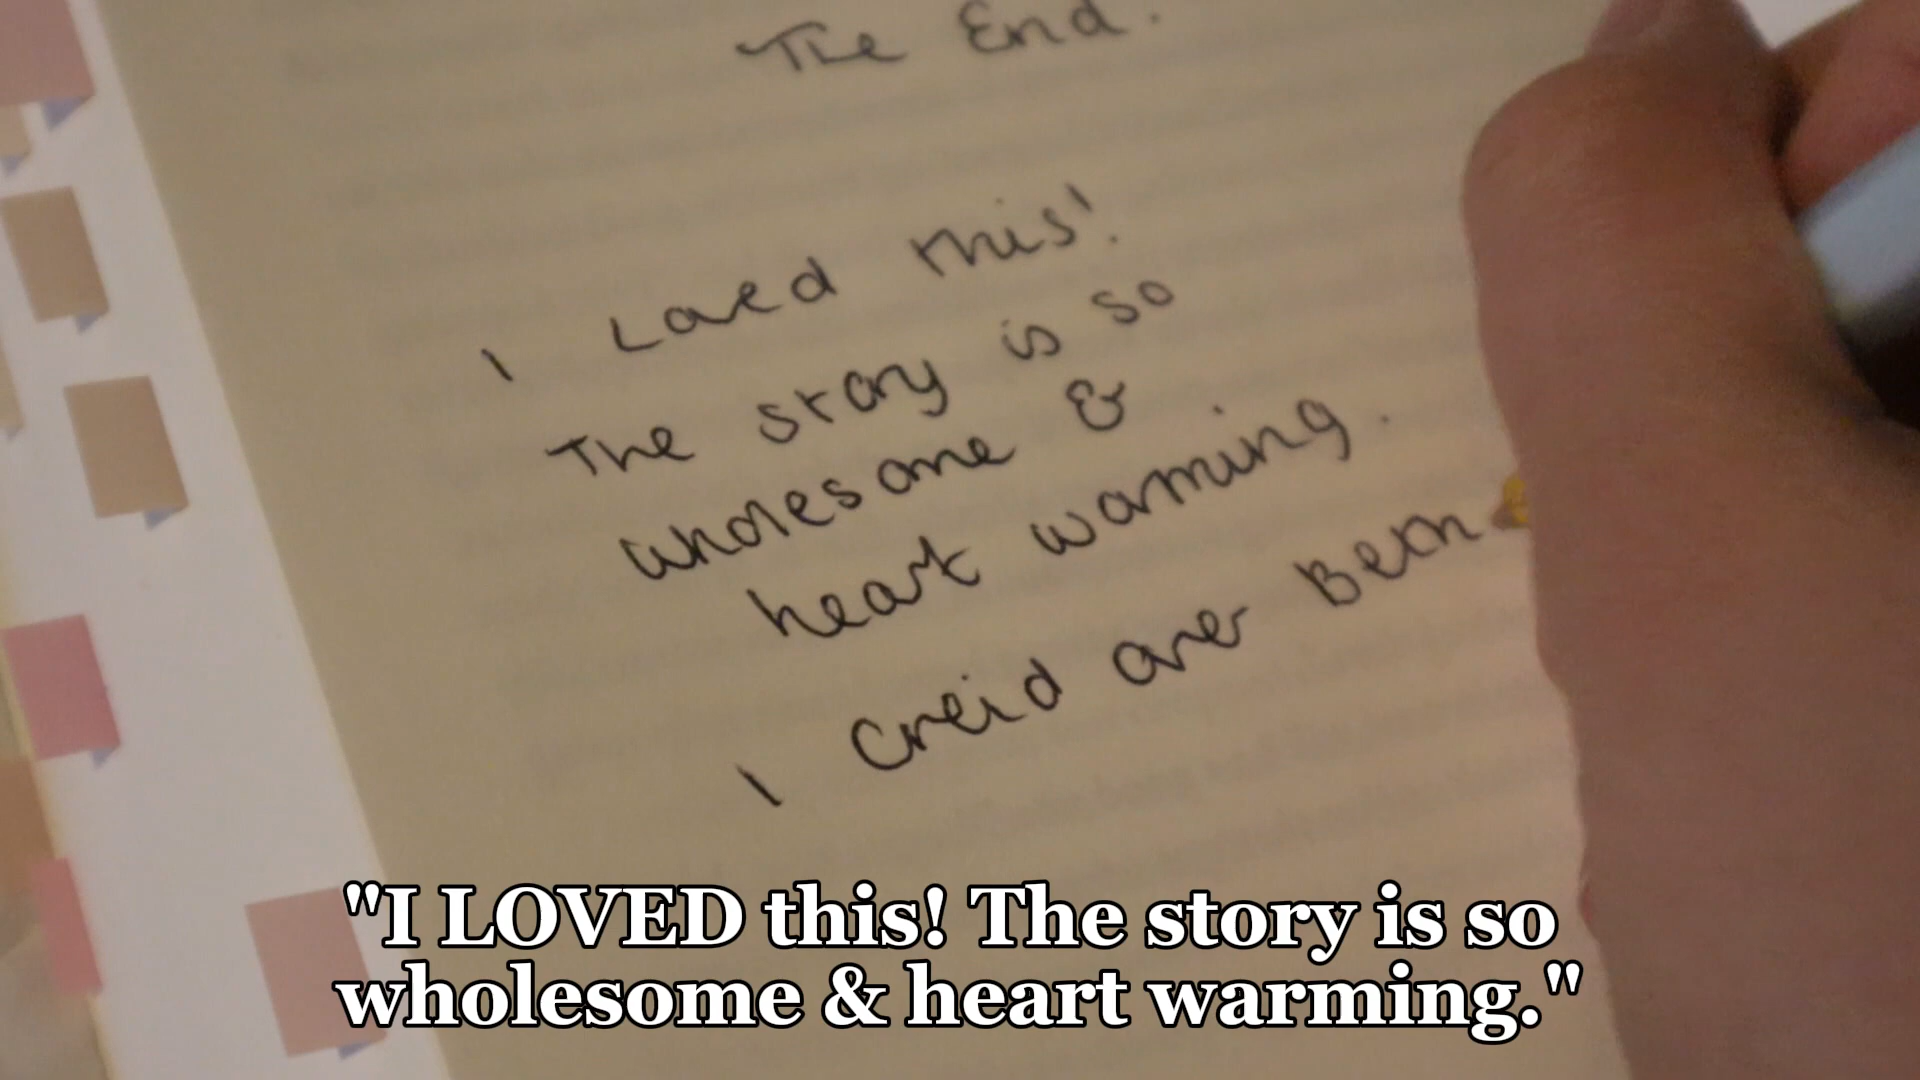 The End.
I Loved this!
The story is so
wholesome &
heart warming.
I cried over Beth
"I LOVED this! The story is so
wholesome & heart warming."